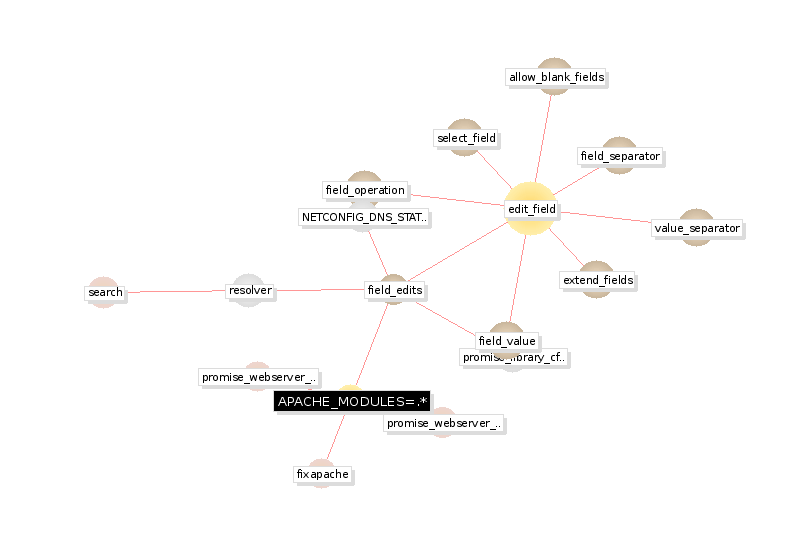 allow_blank_fields
select_field
field_separator
field_operation
edit_field
NETCONFIG_DNS_STAT..
value_separator
extend_fields
search
resolver
field_edits
field_value
promise_library_cf..
promise_webserver_..
APACHE_MODULES=.*
promise_webserver_..
fixapache